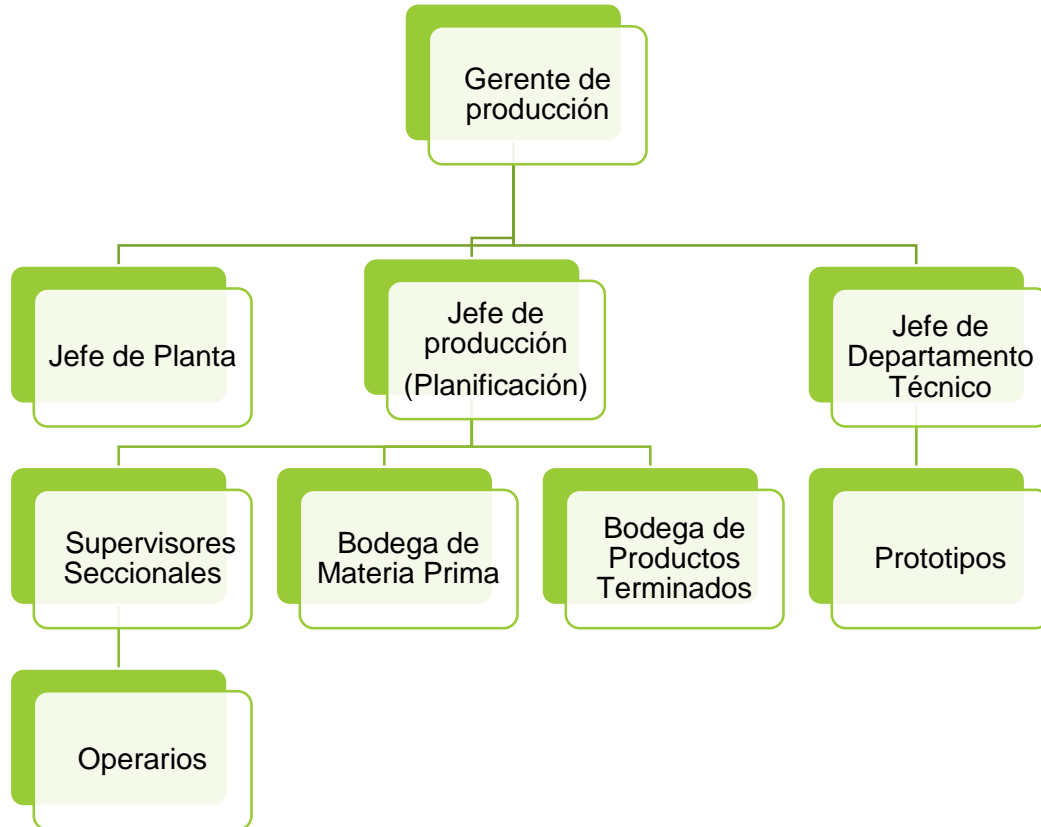 Gerente de
producción
Jefe de Planta
Jefe de
producción
(Planificación)
Jefe de
Departamento
Técnico
Supervisores
Seccionales
Bodega de
Materia Prima
Bodega de
Productos
Terminados
Prototipos
Operarios